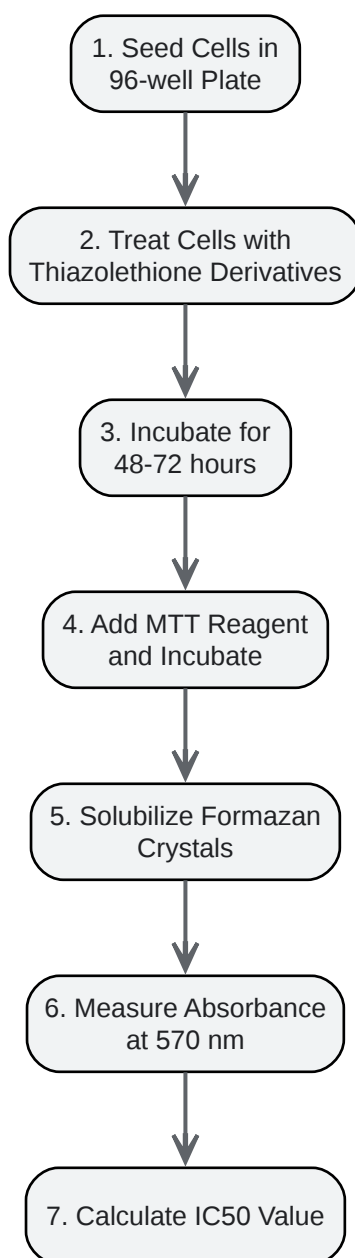 1. Seed Cells in
96-well Plate
2. Treat Cells with
Thiazolethione Derivatives
3. Incubate for
48-72 hours
4. Add MTT Reagent
and Incubate
5. Solubilize Formazan
Crystals
6. Measure Absorbance
at 570 nm
7. Calculate IC50 Value